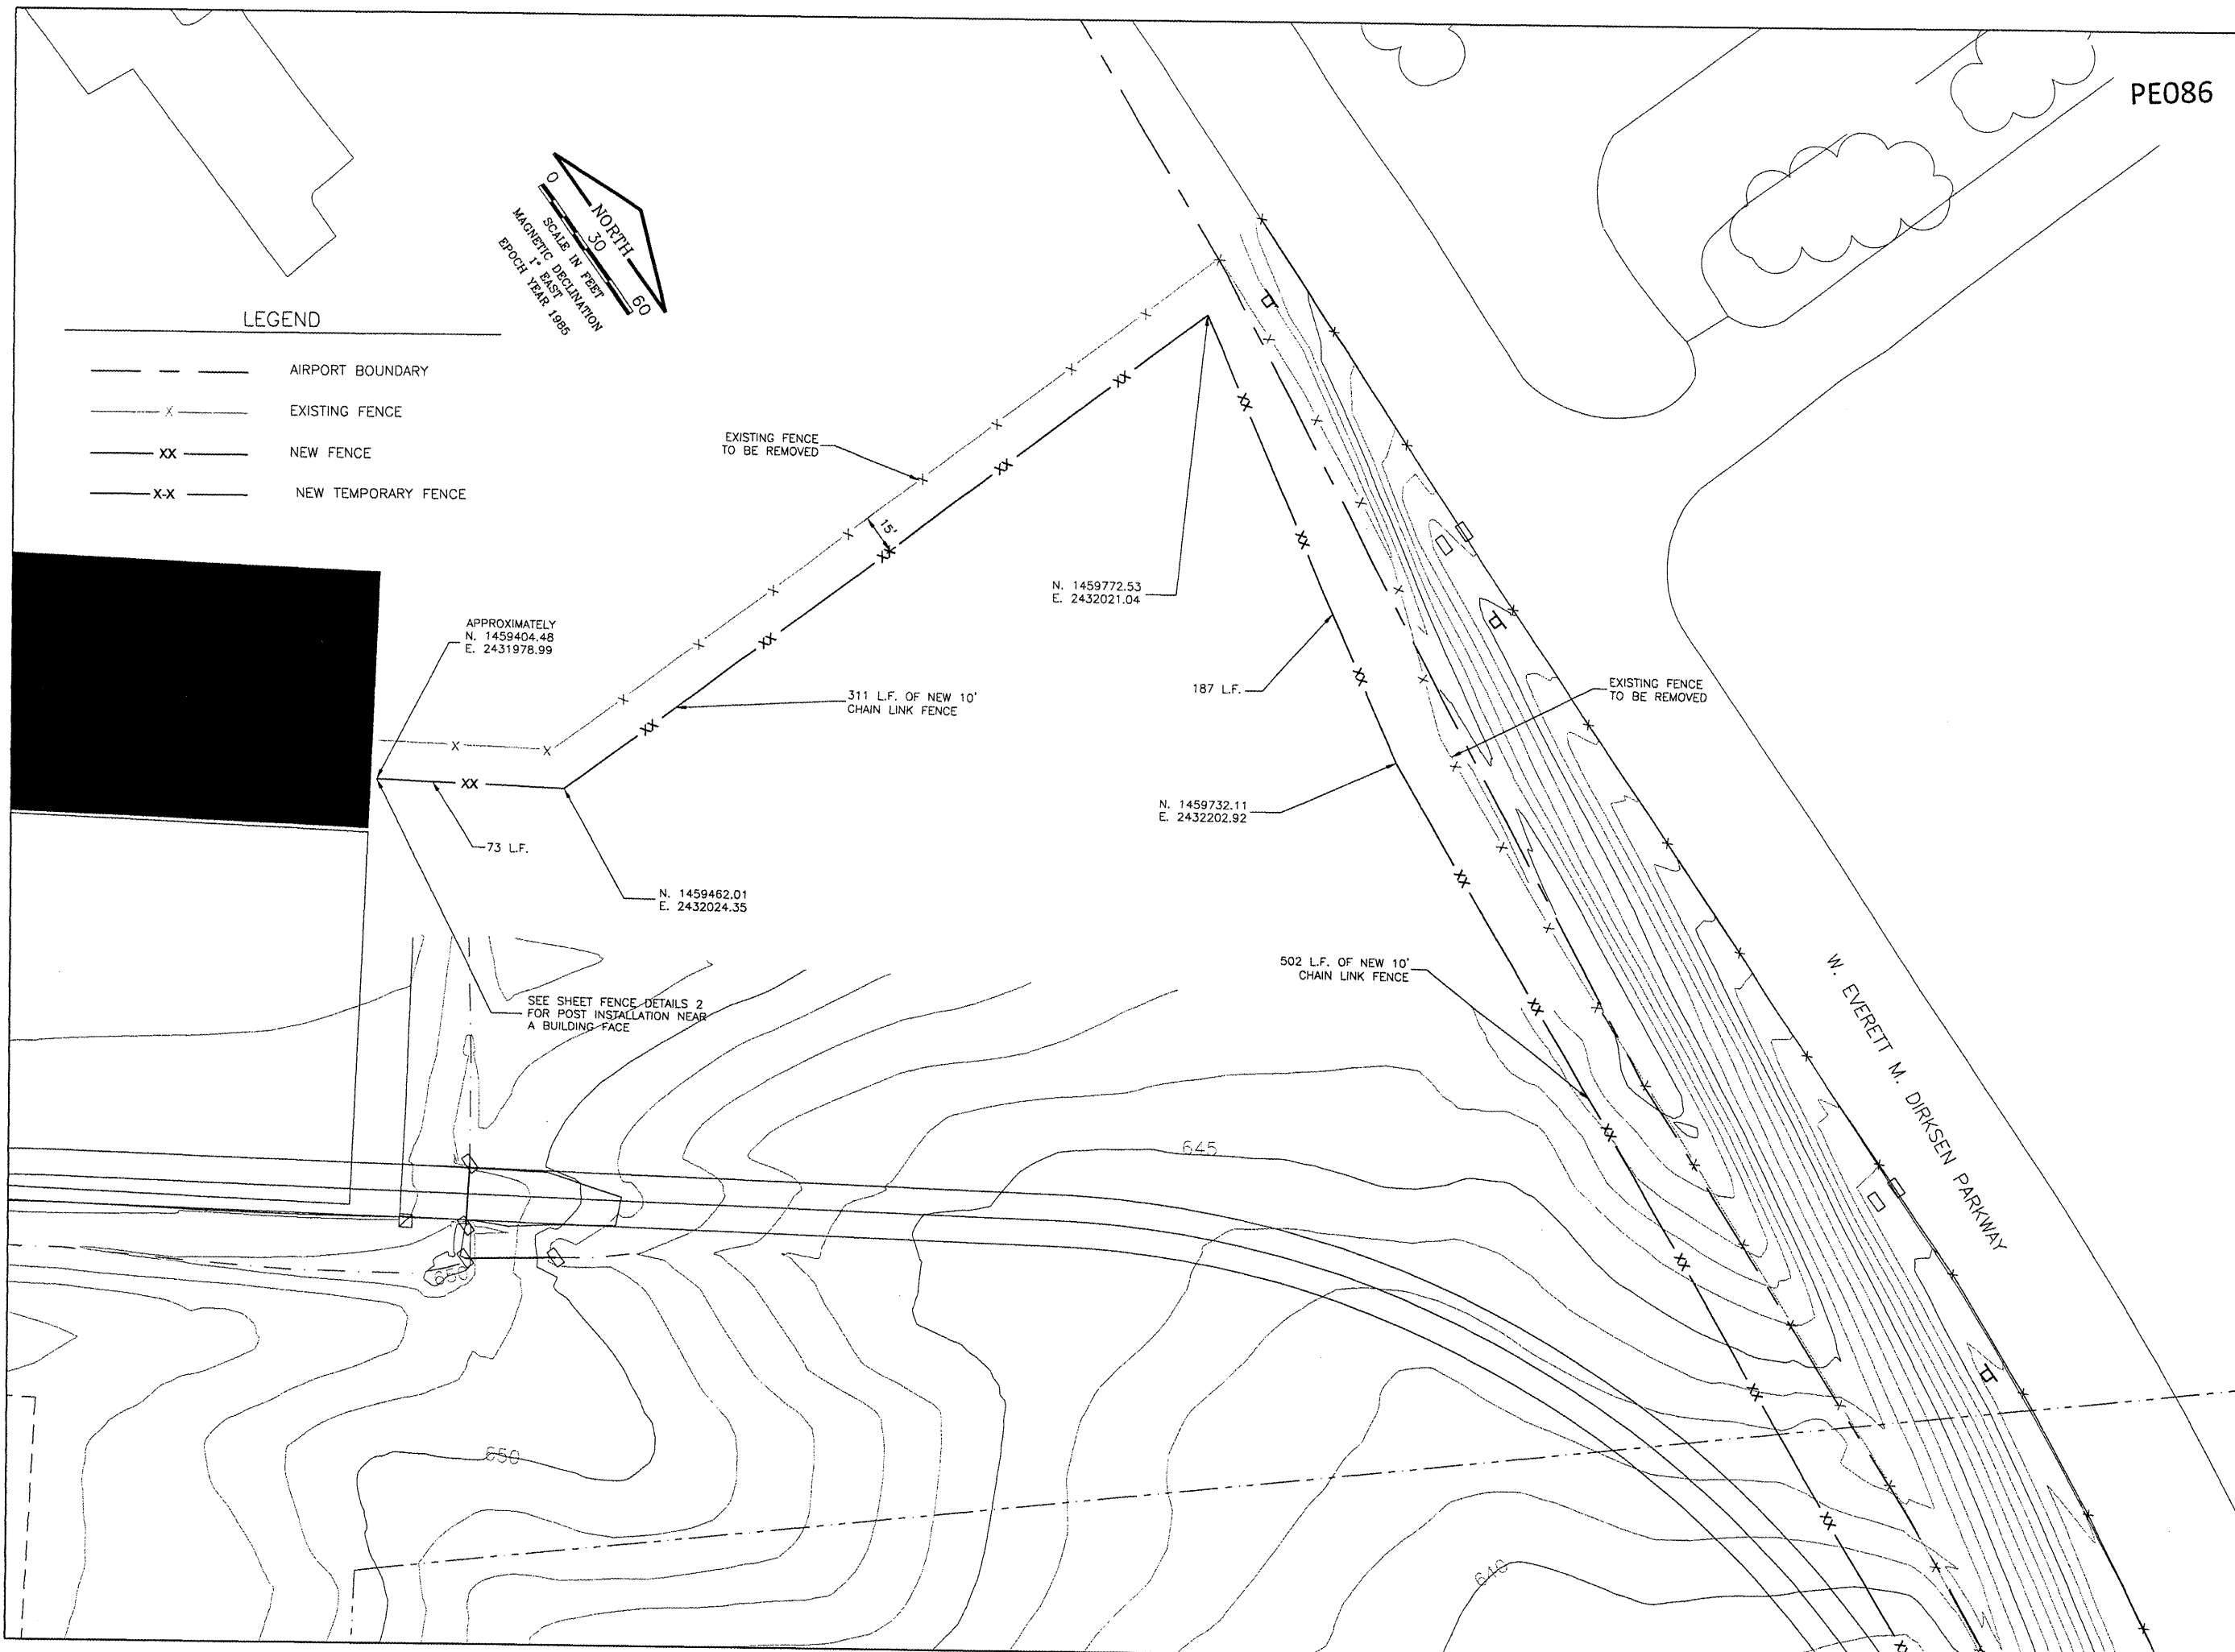 PE086
0
NORTH
30
60
SCALE IN FEET
MAGNETIC DECLINATION
1° EAST
EPOCH YEAR 1985
LEGEND
AIRPORT BOUNDARY
X
EXISTING FENCE
XX
NEW FENCE
X-X
NEW TEMPORARY FENCE
EXISTING FENCE
TO BE REMOVED
15'
N. 1459772.53
E. 2432021.04
APPROXIMATELY
N. 1459404.48
E. 2431978.99
311 L.F. OF NEW 10'
CHAIN LINK FENCE
187 L.F.
EXISTING FENCE
TO BE REMOVED
N. 1459732.11
E. 2432202.92
73 L.F.
N. 1459462.01
E. 2432024.35
502 L.F. OF NEW 10'
CHAIN LINK FENCE
SEE SHEET FENCE DETAILS 2
FOR POST INSTALLATION NEAR
A BUILDING FACE
W. EVERETT M. DIRKSEN PARKWAY
645
650
650
640